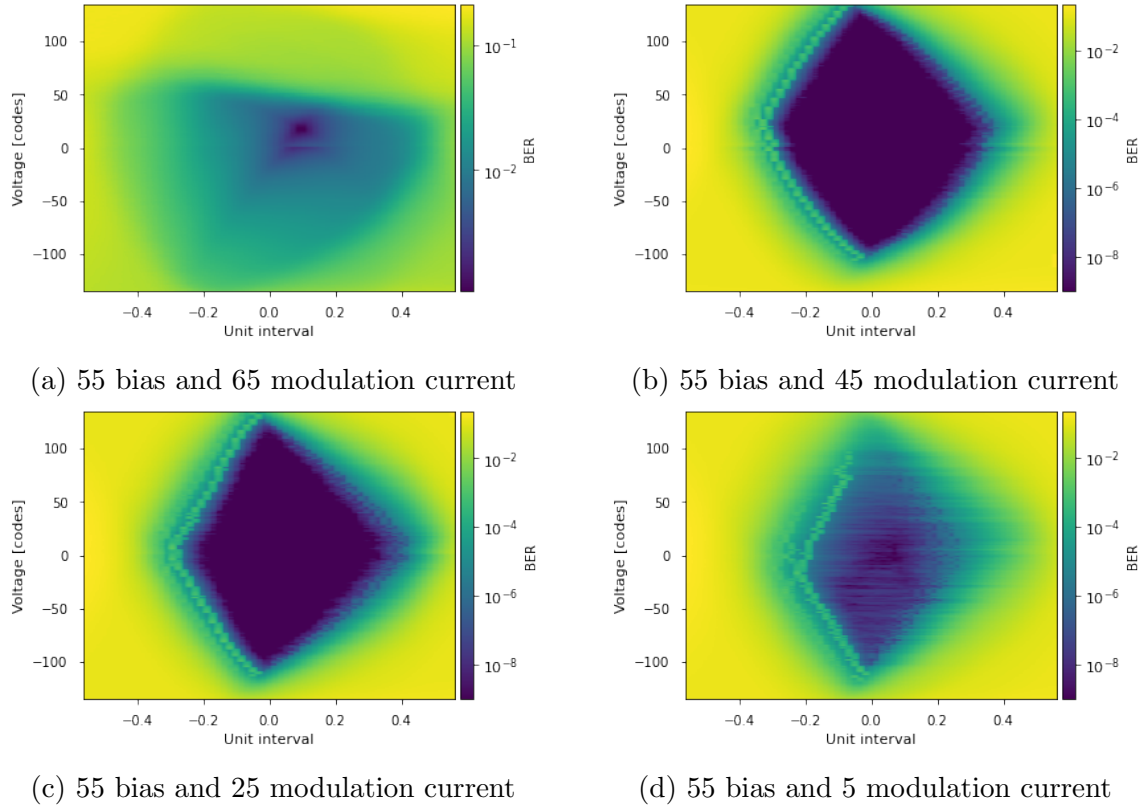 100
50
0
−50
−100
Voltage [codes]
−0.4 −0.2 0.0 0.2 0.4
Unit interval
10⁻¹
10⁻²
BER
(a) 55 bias and 65 modulation current
100
50
0
−50
−100
Voltage [codes]
−0.4 −0.2 0.0 0.2 0.4
Unit interval
10⁻²
10⁻⁴
10⁻⁶
10⁻⁸
BER
(b) 55 bias and 45 modulation current
100
50
0
−50
−100
Voltage [codes]
−0.4 −0.2 0.0 0.2 0.4
Unit interval
10⁻²
10⁻⁴
10⁻⁶
10⁻⁸
BER
(c) 55 bias and 25 modulation current
100
50
0
−50
−100
Voltage [codes]
−0.4 −0.2 0.0 0.2 0.4
Unit interval
10⁻²
10⁻⁴
10⁻⁶
10⁻⁸
BER
(d) 55 bias and 5 modulation current